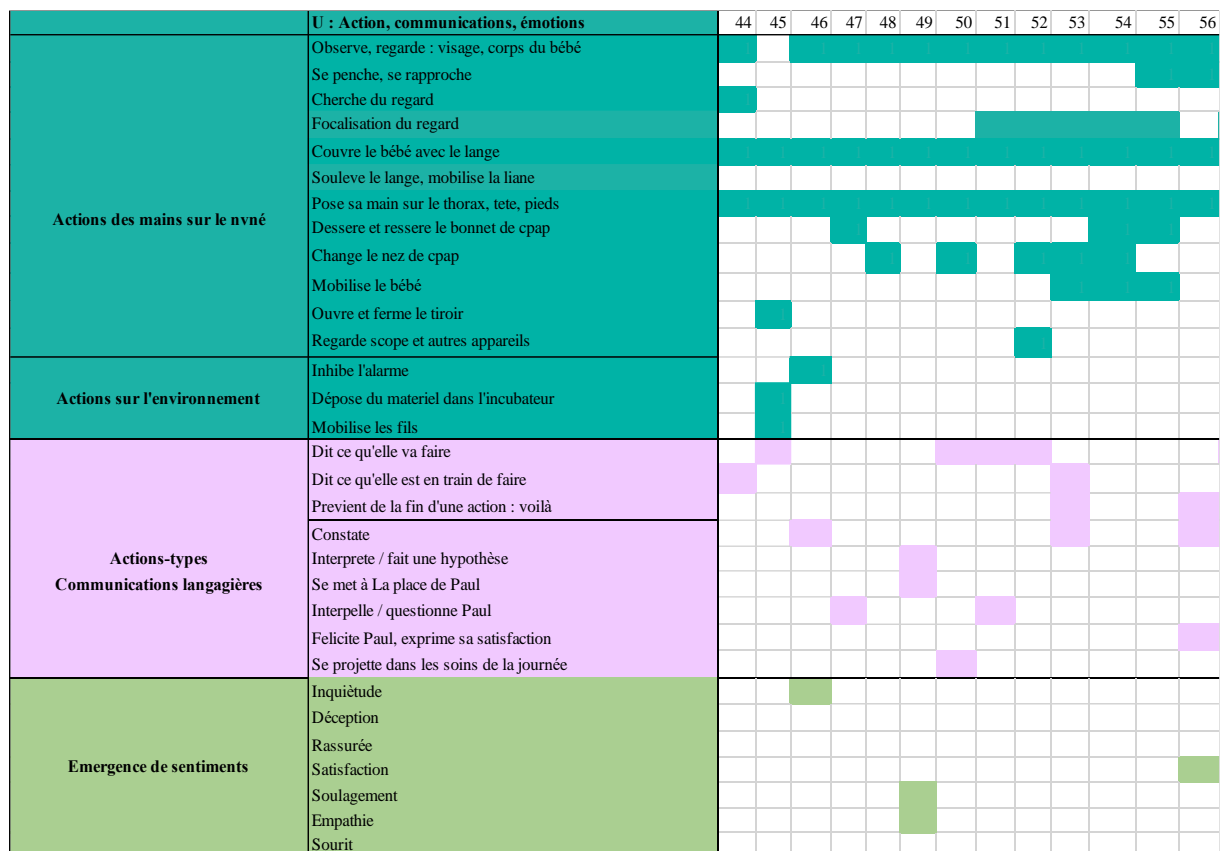 U : Action, communications, émotions 44 45 46 47 48 49 50 51 52 53 54 55 56
Actions des mains sur le nvné
Observe, regarde : visage, corps du bébé
Se penche, se rapproche
Cherche du regard
Focalisation du regard
Couvre le bébé avec le lange
Souleve le lange, mobilise la liane
Pose sa main sur le thorax, tete, pieds
Dessere et ressere le bonnet de cpap
Change le nez de cpap
Mobilise le bébé
Ouvre et ferme le tiroir
Regarde scope et autres appareils
Actions sur l'environnement
Inhibe l'alarme
Dépose du materiel dans l'incubateur
Mobilise les fils
Actions-types
Communications langagières
Dit ce qu'elle va faire
Dit ce qu'elle est en train de faire
Previent de la fin d'une action : voilà
Constate
Interprete / fait une hypothèse
Se met à La place de Paul
Interpelle / questionne Paul
Felicite Paul, exprime sa satisfaction
Se projette dans les soins de la journée
Emergence de sentiments
Inquiètude
Déception
Rassurée
Satisfaction
Soulagement
Empathie
Sourit